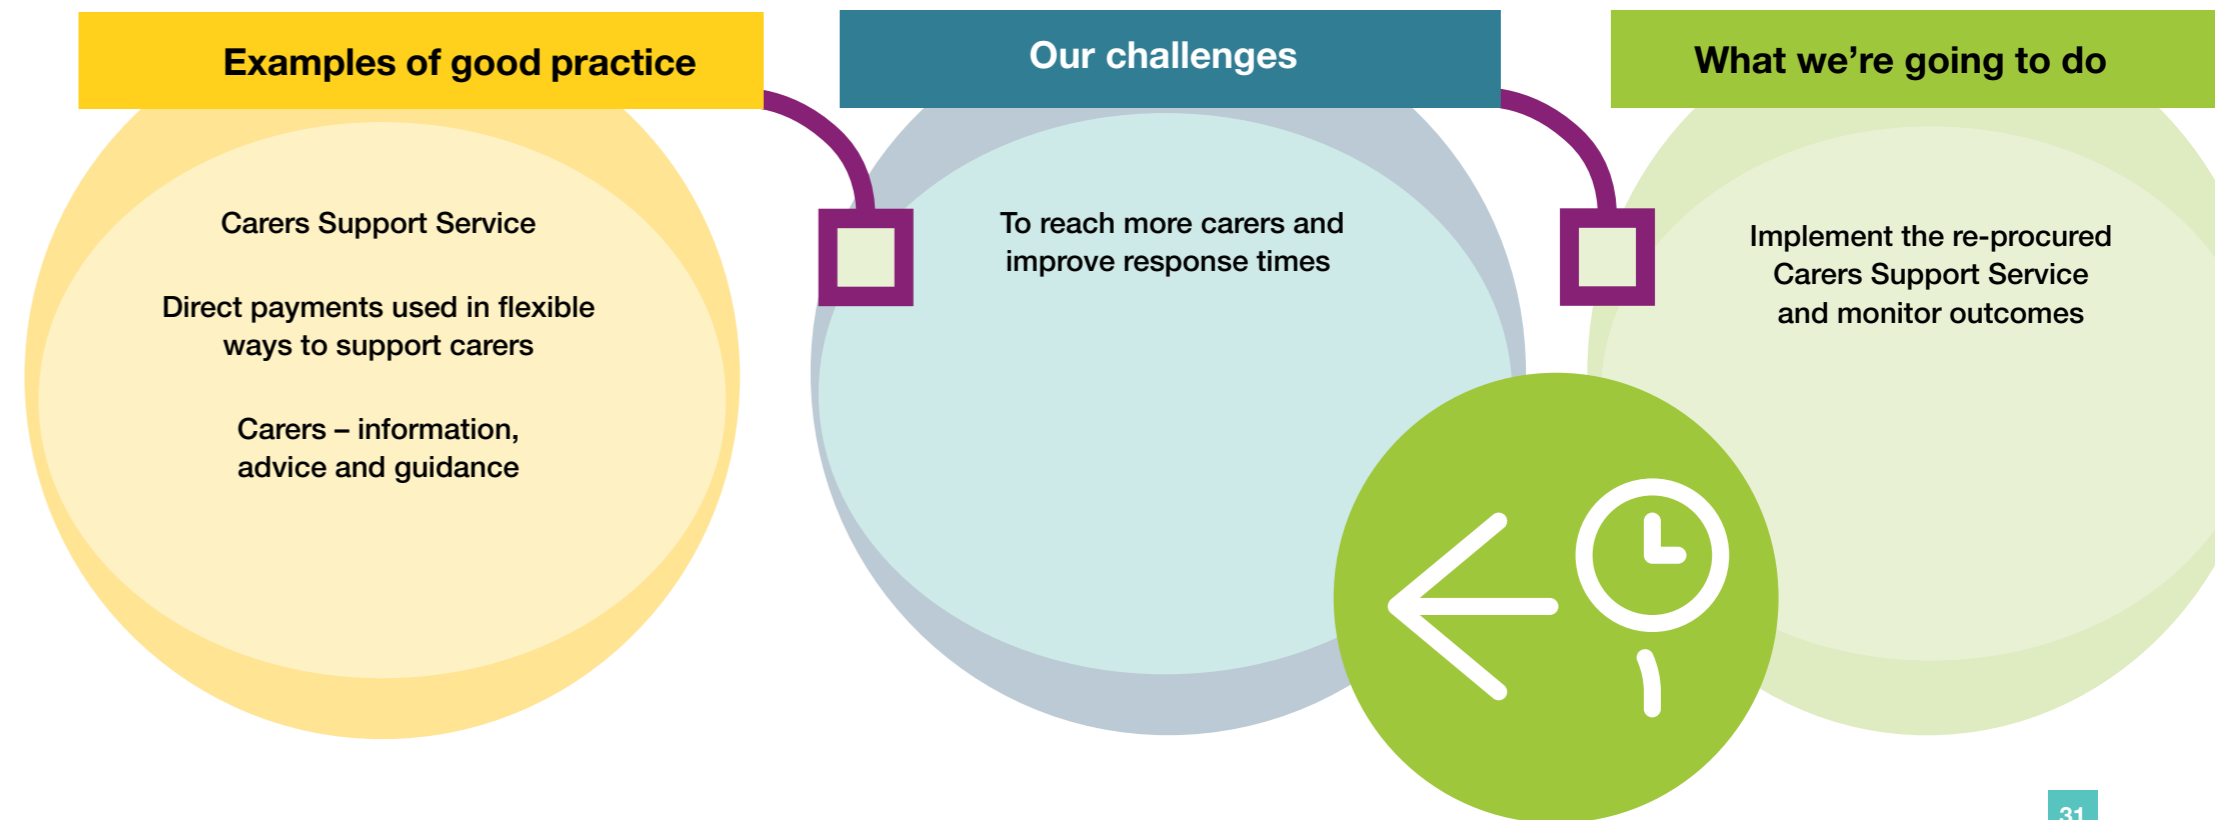 Examples of good practice
Carers Support Service
Direct payments used in flexible
ways to support carers
Carers – information,
advice and guidance
Our challenges
To reach more carers and
improve response times
What we're going to do
Implement the re-procured
Carers Support Service
and monitor outcomes
31